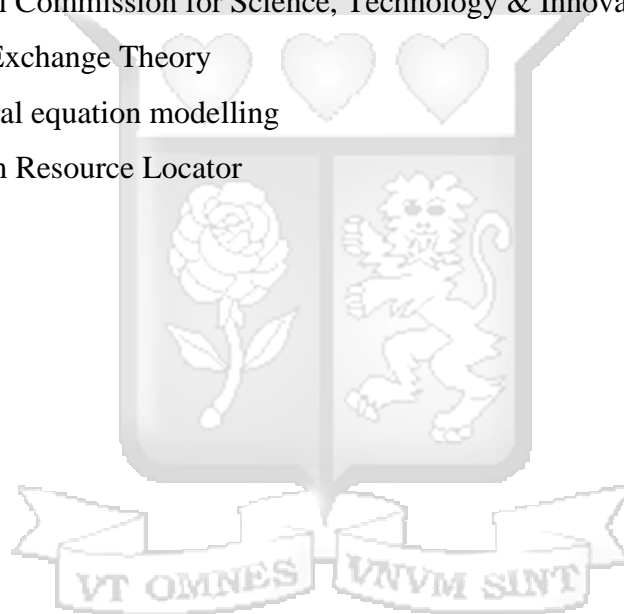 l Commission for Science, Technology & Innova
Exchange Theory
al equation modelling
Resource Locator
VT OMNES VNVM SINT